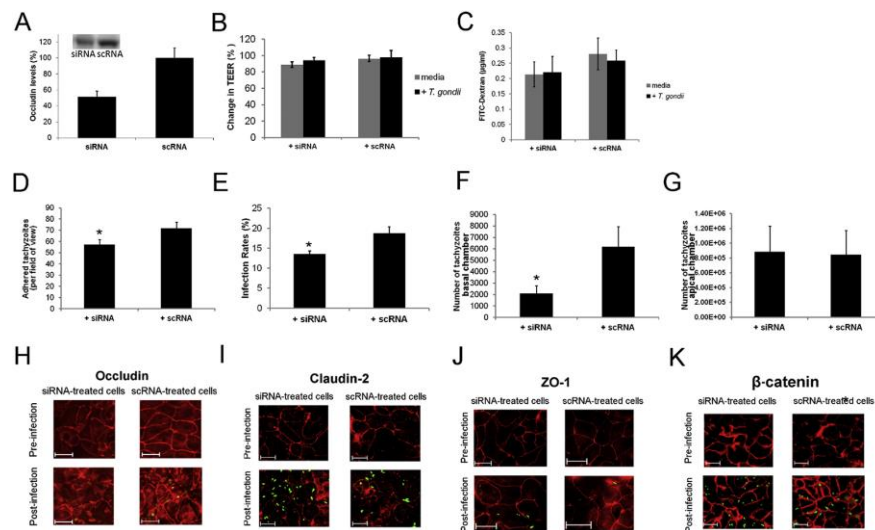 A
Occludin levels (%)
120
100
80
60
40
20
0
siRNA scRNA
siRNA scRNA
B
Change in TEER (%)
120
100
80
60
40
20
0
+ siRNA + scRNA
media
+ T. gondii
C
FITC-Dextran (µg/ml)
0.35
0.3
0.25
0.2
0.15
0.1
0.05
0
+ siRNA + scRNA
media
+ T. gondii
D
Adhered tachyzoites
(per field of view)
90
80
70
60
50
40
30
20
10
0
*
+ siRNA + scRNA
E
Infection Rates (%)
25
20
15
10
5
0
*
+ siRNA + scRNA
F
Number of tachyzoites
basal chamber
9000
8000
7000
6000
5000
4000
3000
2000
1000
0
*
+ siRNA + scRNA
G
Number of tachyzoites
apical chamber
1.40E+06
1.20E+06
1.00E+06
8.00E+05
6.00E+05
4.00E+05
2.00E+05
0.00E+00
+ siRNA + scRNA
H
Occludin
siRNA-treated cells scRNA-treated cells
Pre-infection
Post-infection
I
Claudin-2
siRNA-treated cells scRNA-treated cells
Pre-infection
Post-infection
J
ZO-1
siRNA-treated cells scRNA-treated cells
Pre-infection
Post-infection
K
β-catenin
siRNA-treated cells scRNA-treated cells
Pre-infection
Post-infection